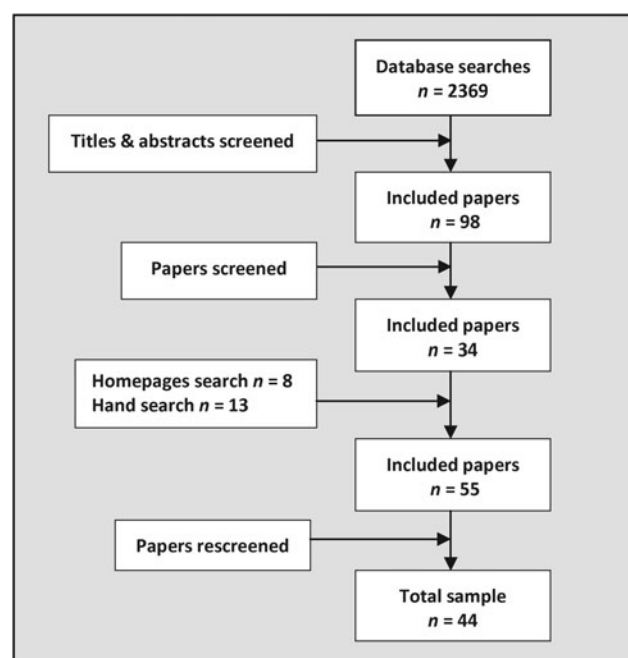 Database searches
n = 2369
Titles & abstracts screened
Included papers
n = 98
Papers screened
Included papers
n = 34
Homepages search n = 8
Hand search n = 13
Included papers
n = 55
Papers rescreened
Total sample
n = 44